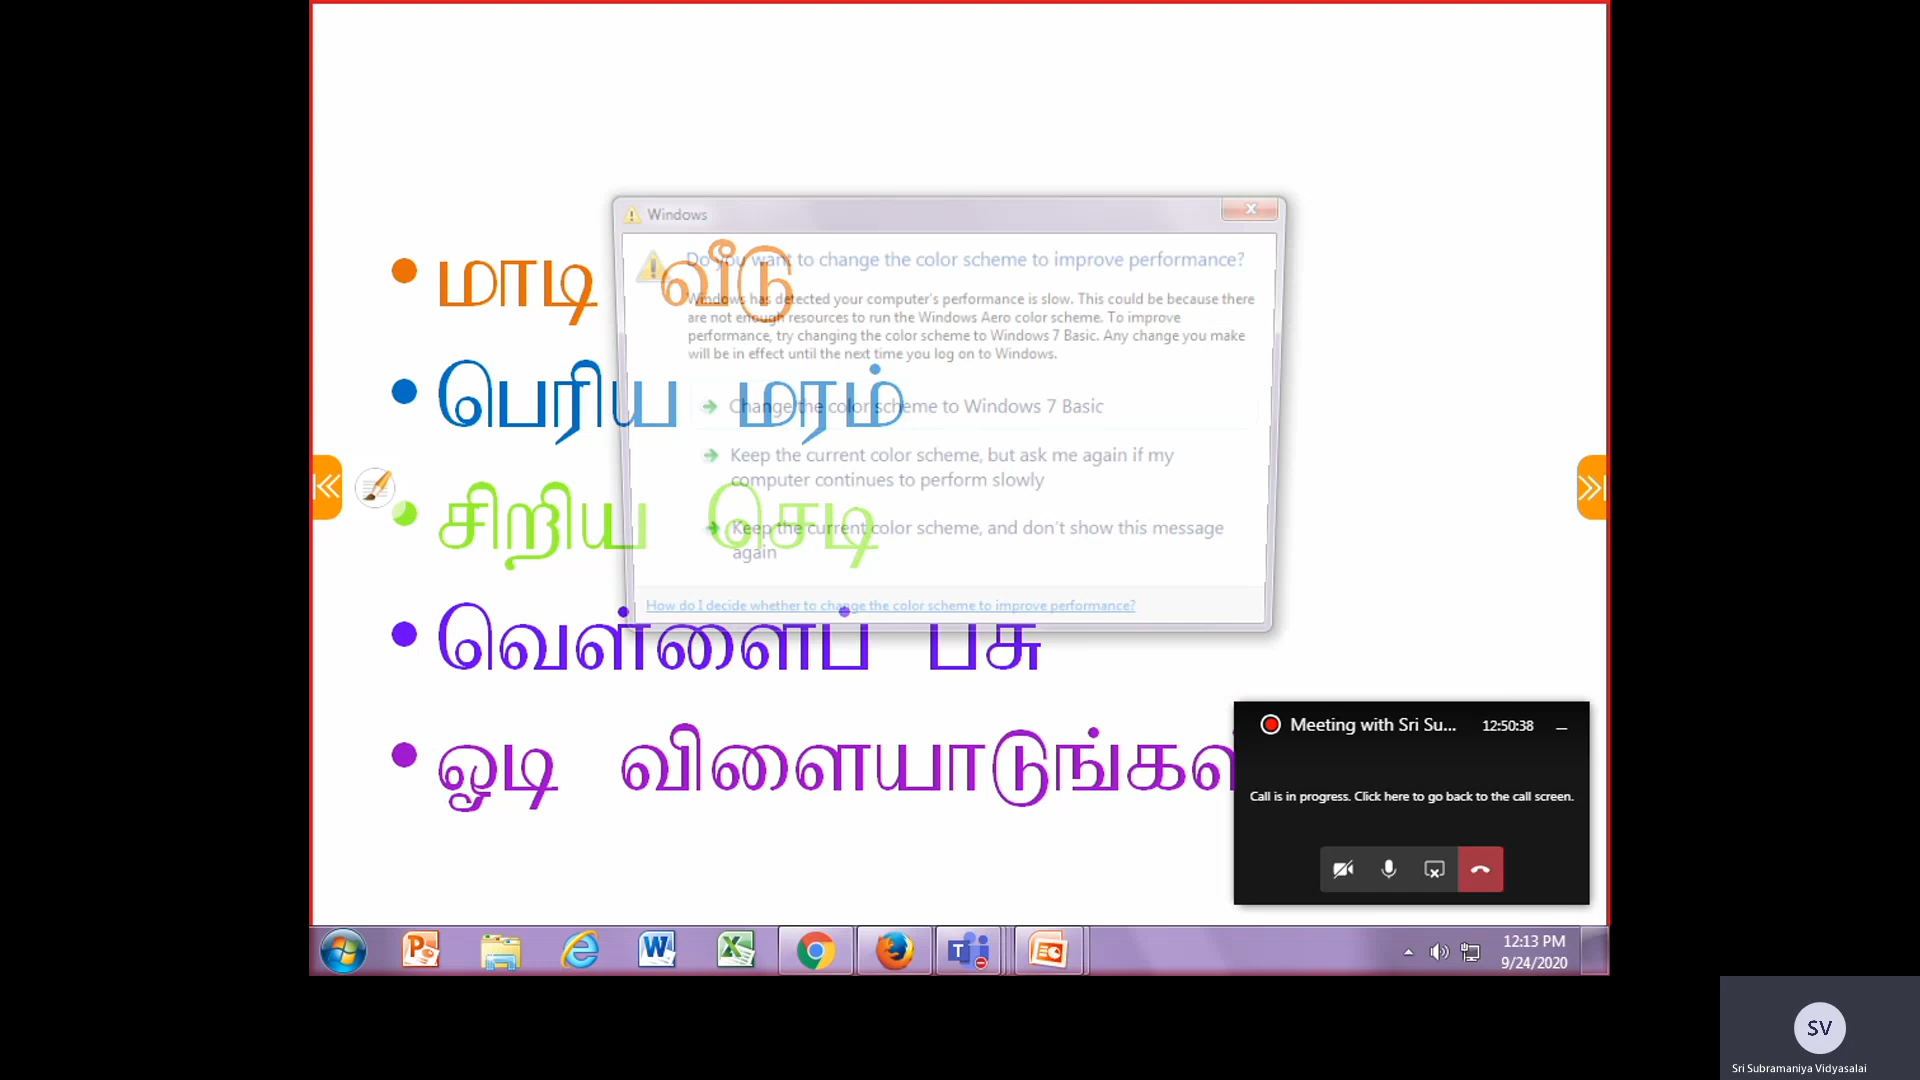 Windows
Do you want to change the color scheme to improve performance?
Windows has detected your computer's performance is slow. This could be because there
are not enough resources to run the Windows Aero color scheme. To improve
performance, try changing the color scheme to Windows 7 Basic. Any change you make
will be in effect until the next time you log on to Windows.
Change the color scheme to Windows 7 Basic
Keep the current color scheme, but ask me again if my
computer continues to perform slowly
Keep the current color scheme, and don't show this message
again
How do I decide whether to change the color scheme to improve performance?
• மாடி வீடு
• பெரிய மரம்
• சிறிய செடி
• வெள்ளைப் பசு
• ஓடி
Meeting with Sri Su... 12:50:38
Call is in progress. Click here to go back to the call screen.
12:13 PM
9/24/2020
SV
Sri Subramaniya Vidyasalai